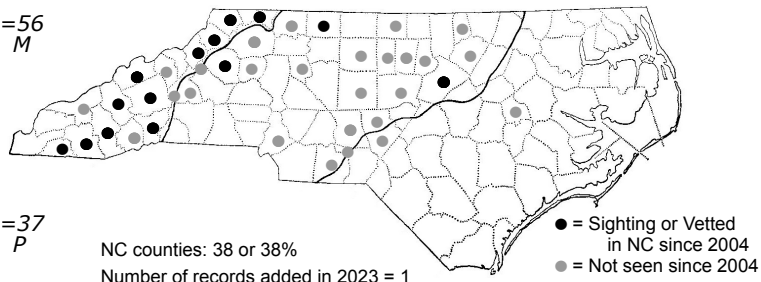 =56
M
=37
P
NC counties: 38 or 38%
Number of records added in 2023 = 1
● = Sighting or Vetted
in NC since 2004
● = Not seen since 2004